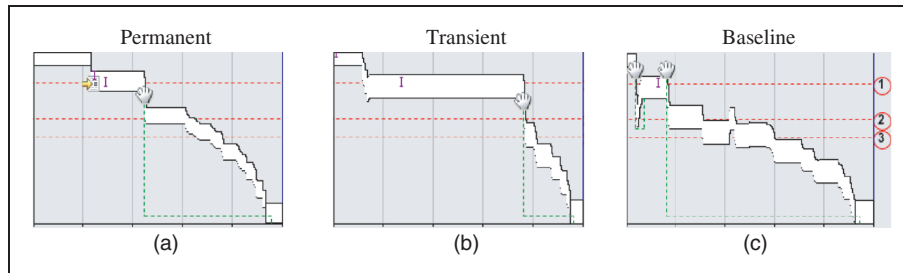 Permanent Transient Baseline
I I I
1
2
3
(a) (b) (c)